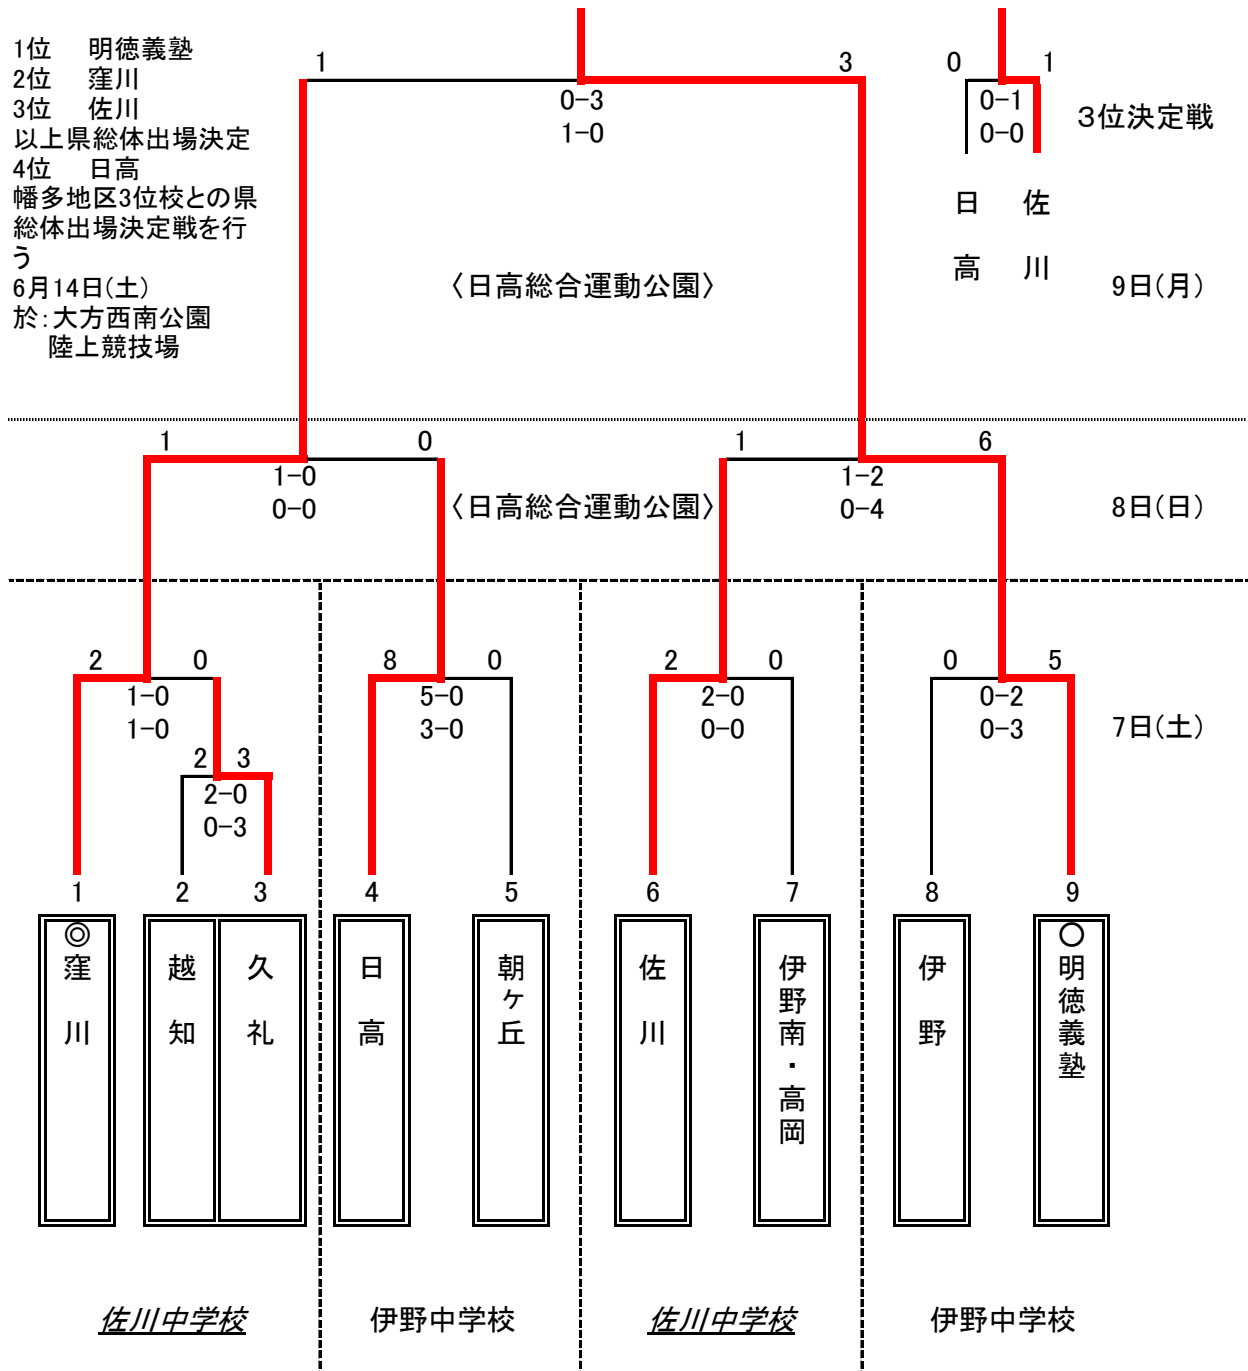 1位　明徳義塾
2位　窪川
3位　佐川
以上県総体出場決定
4位　日高
幡多地区3位校との県
総体出場決定戦を行
う
6月14日(土)
於：大方西南公園
陸上競技場
1　3
0-3
1-0
0　1
0-1
0-0
3位決定戦
日高
佐川
〈日高総合運動公園〉
9日(月)
1　0
1-0
0-0
〈日高総合運動公園〉
1　6
1-2
0-4
8日(日)
2　0
1-0
1-0
8　0
5-0
3-0
2　0
2-0
0-0
0　5
0-2
0-3
7日(土)
2　3
2-0
0-3
1　2　3　4　5　6　7　8　9
◎窪川
越知
久礼
日高
朝ケ丘
佐川
伊野南・高岡
伊野
○明徳義塾
佐川中学校　伊野中学校　佐川中学校　伊野中学校